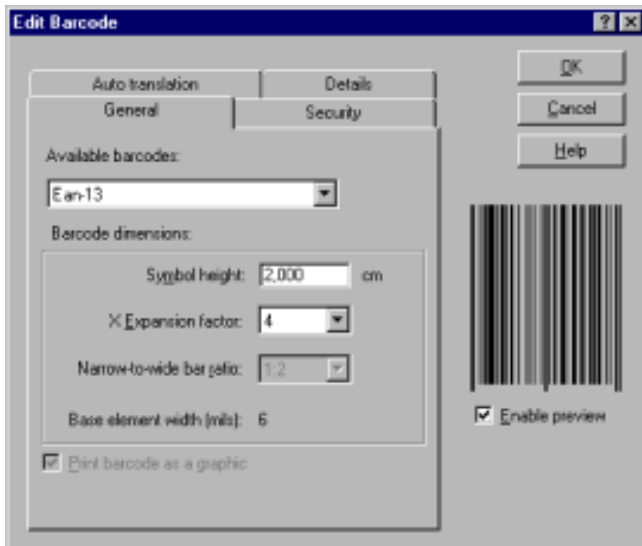 Edit Barcode
Auto translation Details
General Security
Available barcodes:
Ean-13
Barcode dimensions:
Symbol height: 2,000 cm
X Expansion factor: 4
Narrow-to-wide bar ratio: 1:2
Base element width (mils): 6
Print barcode as a graphic
OK
Cancel
Help
Enable preview